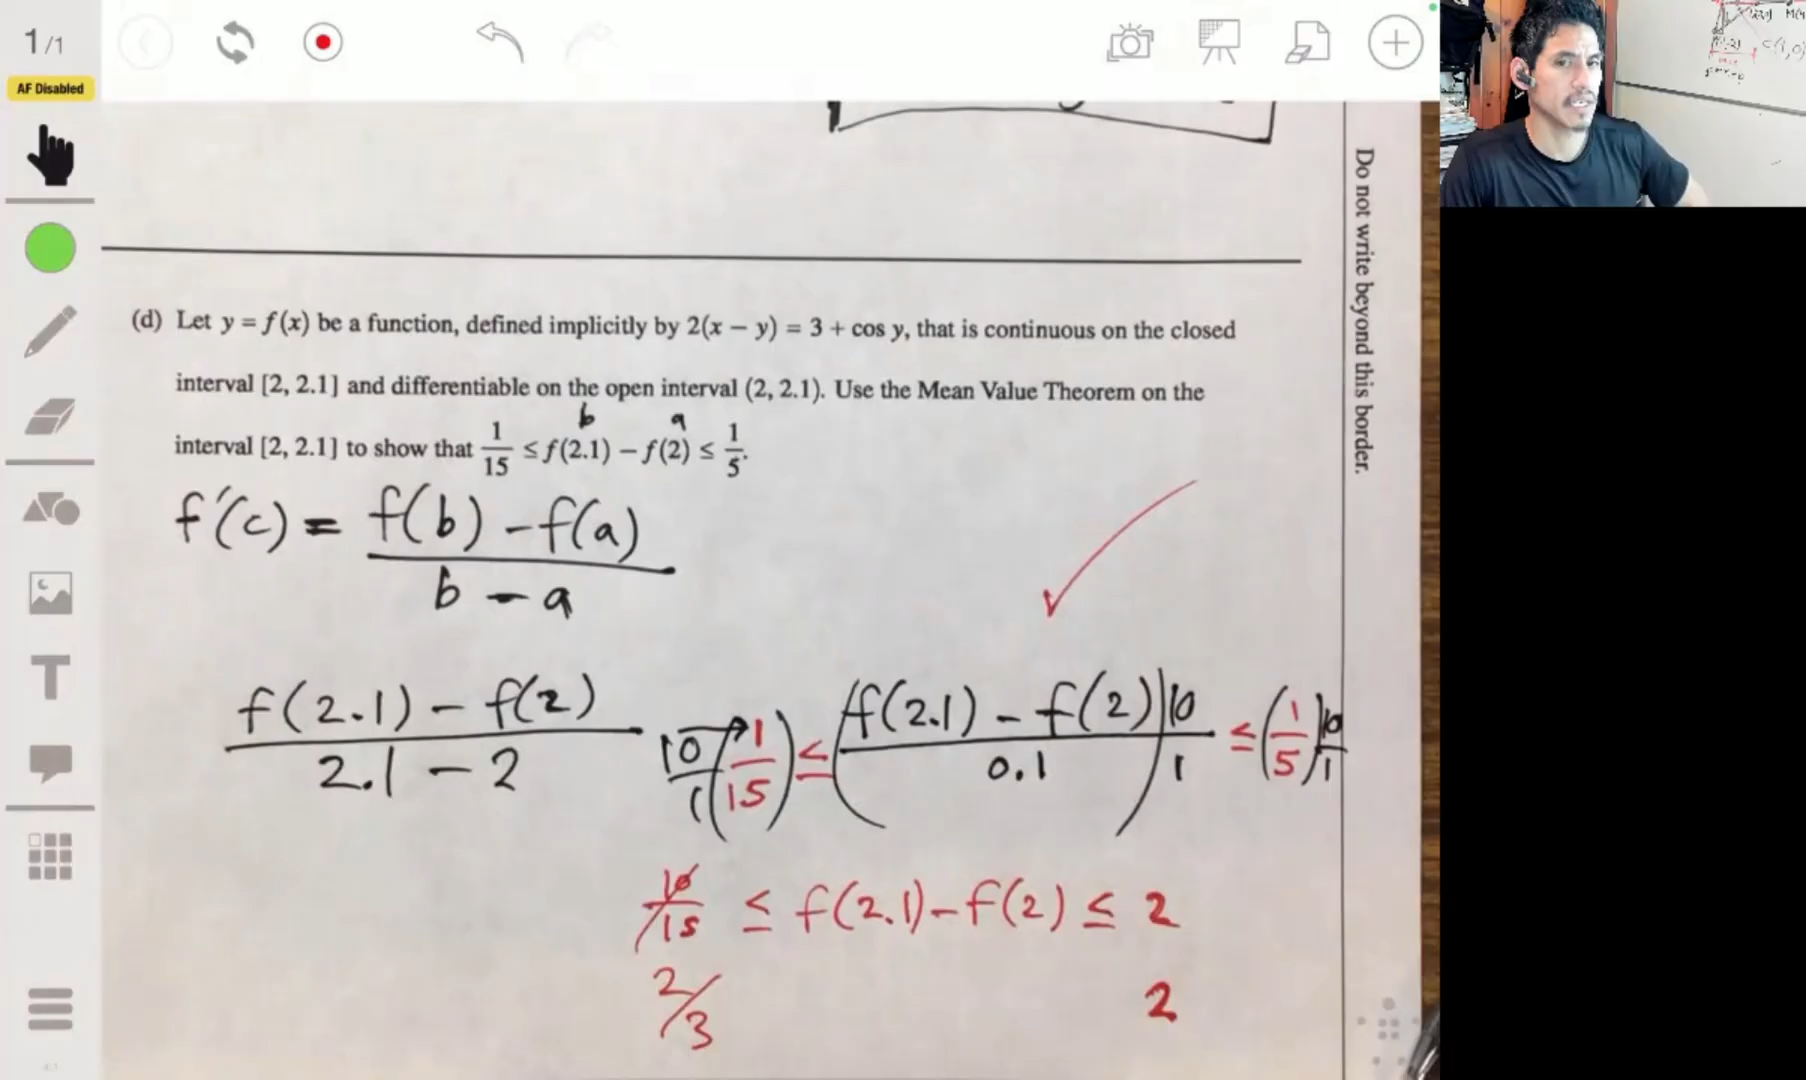 1/1
AF Disabled
Do not write beyond this border.
(d) Let y = f(x) be a function, defined implicitly by 2(x − y) = 3 + cos y, that is continuous on the closed
interval [2, 2.1] and differentiable on the open interval (2, 2.1). Use the Mean Value Theorem on the
b a
interval [2, 2.1] to show that 1/15 ≤ f(2.1) − f(2) ≤ 1/5.
f'(c) = f(b) − f(a)
b − a
f(2.1) − f(2)
2.1 − 2
10/1 (1/15) ≤ (f(2.1) − f(2) / 0.1) 10/1 ≤ (1/5) 10/1
10/15 ≤ f(2.1) − f(2) ≤ 2
2/3 2
T
C(1,0)